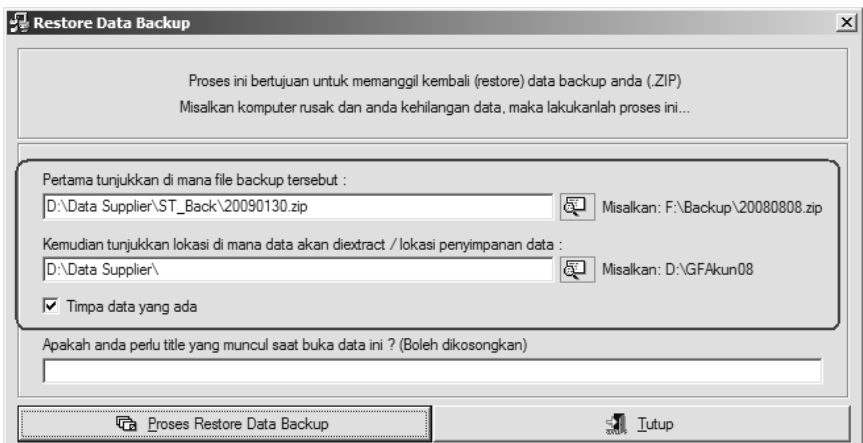 Restore Data Backup
Proses ini bertujuan untuk memanggil kembali (restore) data backup anda (.ZIP)
Misalkan komputer rusak dan anda kehilangan data, maka lakukanlah proses ini...
Pertama tunjukkan di mana file backup tersebut :
D:\Data Supplier\ST_Back\20090130.zip
Misalkan: F:\Backup\20080808.zip
Kemudian tunjukkan lokasi di mana data akan diextract / lokasi penyimpanan data :
D:\Data Supplier\
Misalkan: D:\GFAkun08
Timpa data yang ada
Apakah anda perlu title yang muncul saat buka data ini ? (Boleh dikosongkan)
Proses Restore Data Backup
Tutup